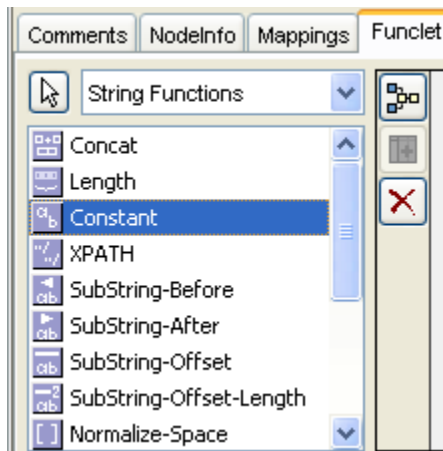 Comments NodeInfo Mappings Funclet
String Functions
Concat
Length
Constant
XPATH
SubString-Before
SubString-After
SubString-Offset
SubString-Offset-Length
Normalize-Space